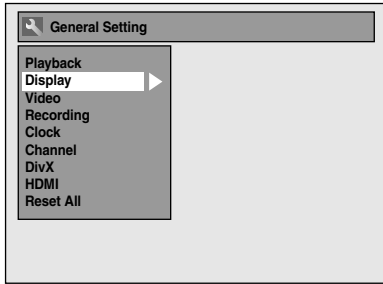 General Setting
Playback
Display
Video
Recording
Clock
Channel
DivX
HDMI
Reset All